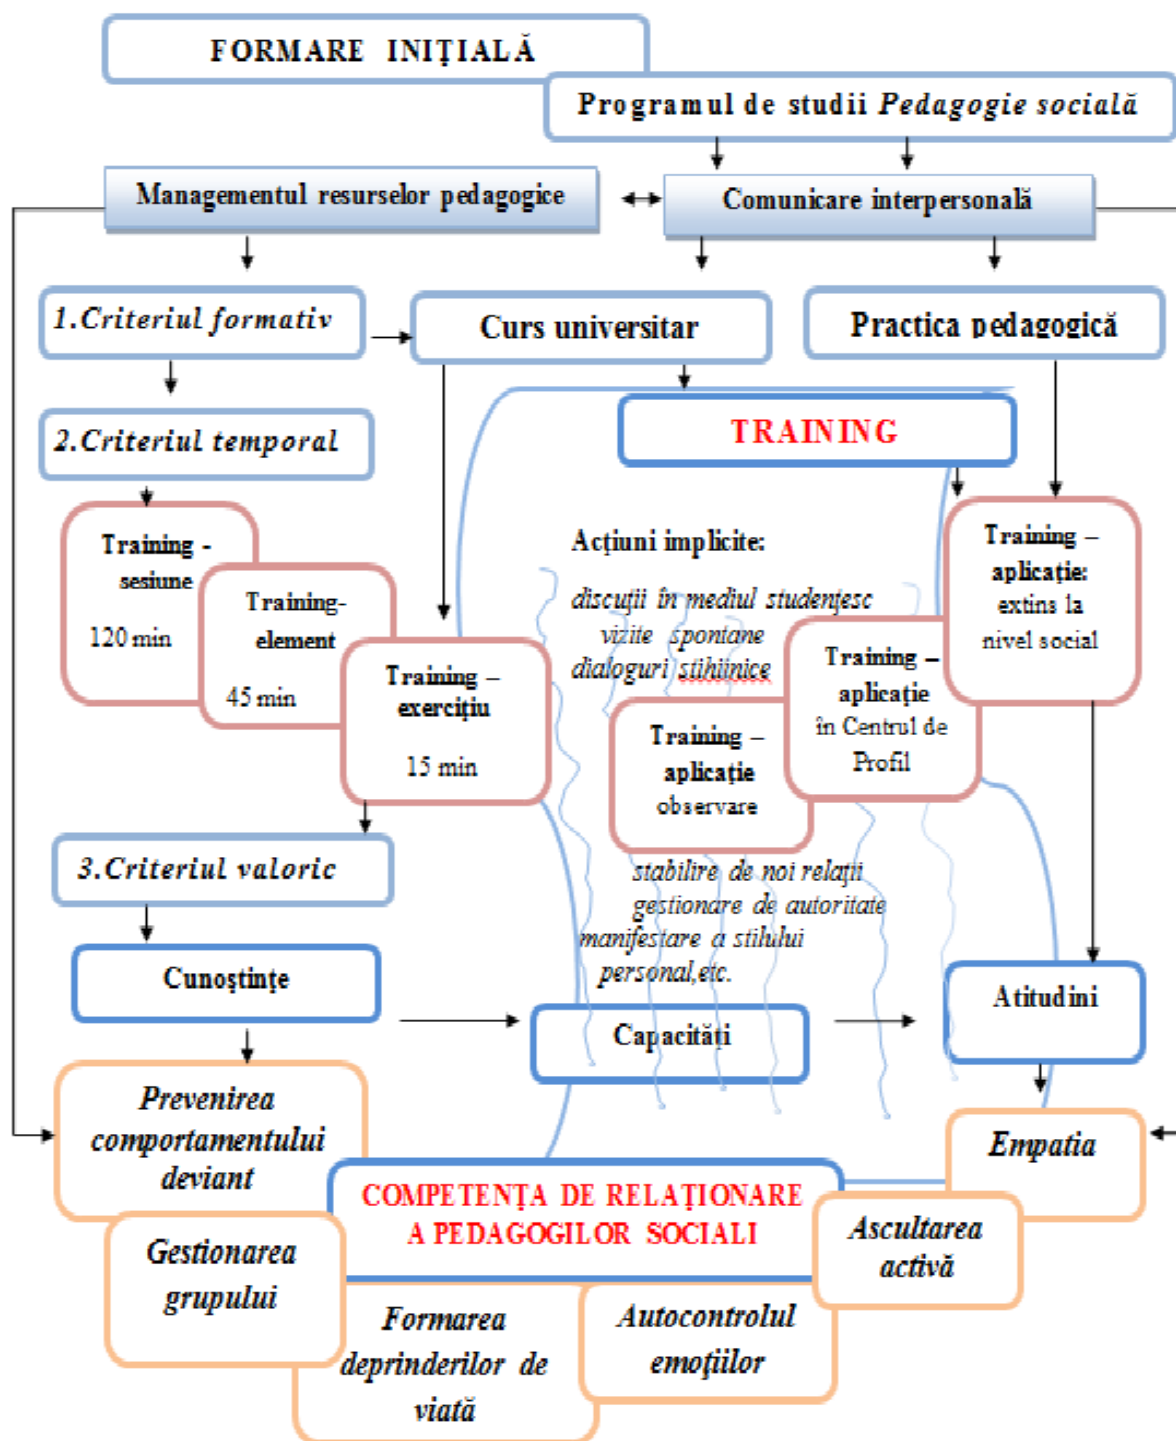 FORMARE INIŢIALĂ
Programul de studii Pedagogie socială
Managementul resurselor pedagogice
Comunicare interpersonală
1.Criteriul formativ
Curs universitar
Practica pedagogică
2.Criteriul temporal
TRAINING
Training -
sesiune
120 min
Training-
element
45 min
Training –
exerciţiu
15 min
Acţiuni implicite:
discuţii în mediul studenţesc
vizite spontane
dialoguri stihiinice
Training –
aplicaţie:
extins la
nivel social
Training –
aplicaţie
în Centrul de
Profil
Training –
aplicaţie
observare
3.Criteriul valoric
stabilire de noi relaţii
gestionare de autoritate
manifestare a stilului
personal,etc.
Cunoştinţe
Capacităţi
Atitudini
Prevenirea
comportamentului
deviant
Empatia
COMPETENŢA DE RELAŢIONARE
A PEDAGOGILOR SOCIALI
Ascultarea
activă
Gestionarea
grupului
Formarea
deprinderilor de
viată
Autocontrolul
emoţiilor